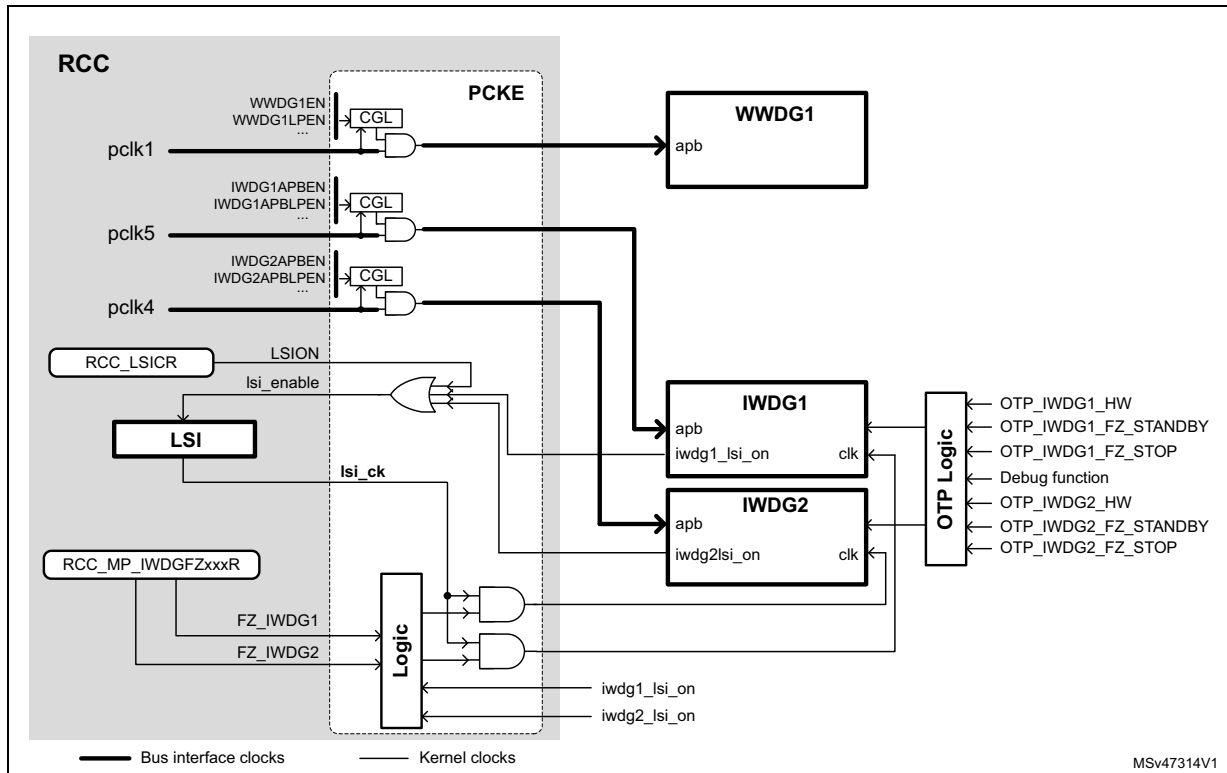 RCC
PCKE
WWDG1EN
WWDG1LPEN
...
CGL
pclk1
WWDG1
apb
IWDG1APBEN
IWDG1APBLPEN
...
CGL
pclk5
IWDG2APBEN
IWDG2APBLPEN
...
CGL
pclk4
RCC_LSICR
LSION
lsi_enable
LSI
lsi_ck
IWDG1
apb
iwdg1_lsi_on
clk
IWDG2
apb
iwdg2lsi_on
clk
OTP Logic
OTP_IWDG1_HW
OTP_IWDG1_FZ_STANDBY
OTP_IWDG1_FZ_STOP
Debug function
OTP_IWDG2_HW
OTP_IWDG2_FZ_STANDBY
OTP_IWDG2_FZ_STOP
RCC_MP_IWDGFZxxxR
FZ_IWDG1
FZ_IWDG2
Logic
iwdg1_lsi_on
iwdg2_lsi_on
Bus interface clocks
Kernel clocks
MSv47314V1